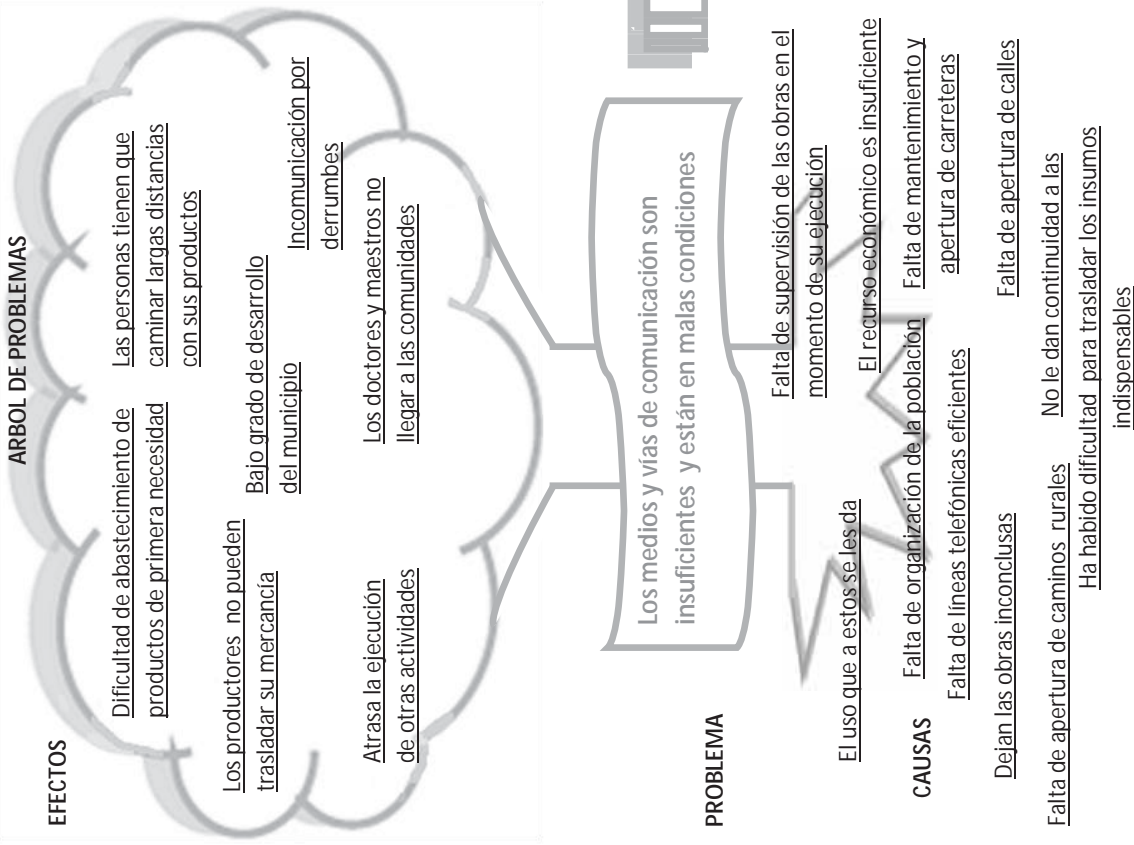 ARBOL DE PROBLEMAS
EFECTOS
Dificultad de abastecimiento de
productos de primera necesidad
Las personas tienen que
caminar largas distancias
con sus productos
Los productores no pueden
trasladar su mercancía
Bajo grado de desarrollo
del municipio
Incomunicación por
derrumbes
Atrasa la ejecución
de otras actividades
Los doctores y maestros no
llegar a las comunidades
PROBLEMA
Los medios y vías de comunicación son
insuficientes y están en malas condiciones
Falta de supervisión de las obras en el
momento de su ejecución
El uso que a estos se les da
El recurso económico es insuficiente
CAUSAS
Falta de organización de la población
Falta de mantenimiento y
apertura de carreteras
Falta de líneas telefónicas eficientes
Dejan las obras inconclusas
Falta de apertura de calles
Falta de apertura de caminos rurales
No le dan continuidad a las
Ha habido dificultad para trasladar los insumos
indispensables